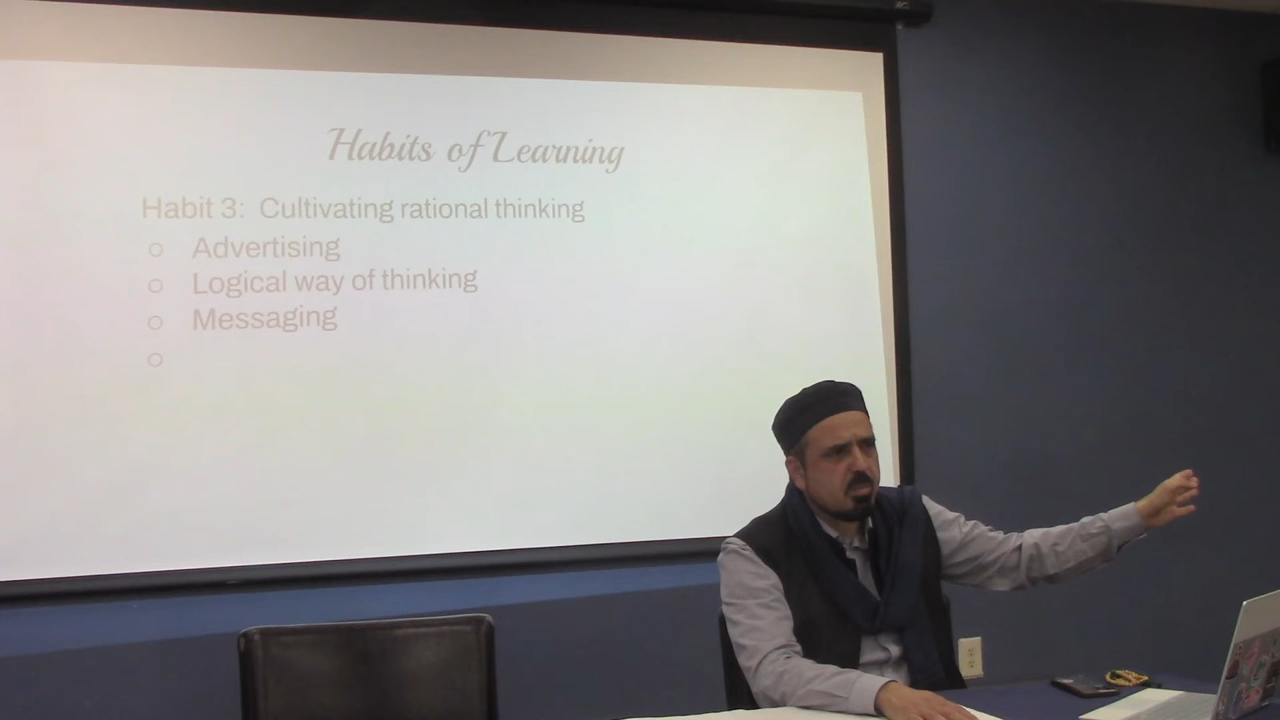 Habits of Learning
Habit 3: Cultivating rational thinking
○ Advertising
○ Logical way of thinking
○ Messaging
○